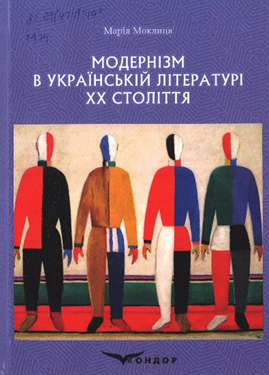 Марія Моклиця
МОДЕРНІЗМ
В УКРАЇНСЬКІЙ ЛІТЕРАТУРІ
ХХ СТОЛІТТЯ
КОНДОР